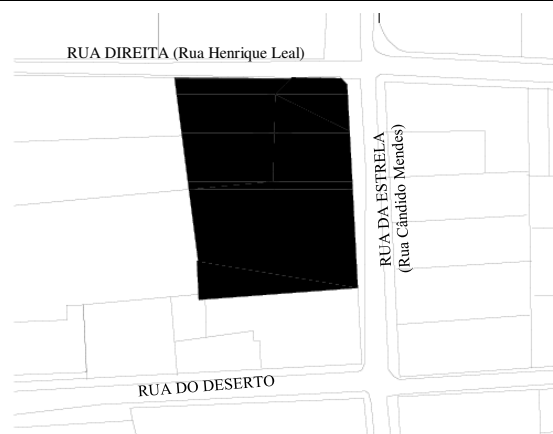 RUA DIREITA (Rua Henrique Leal)
RUA DA ESTRELA
(Rua Cândido Mendes)
RUA DO DESERTO